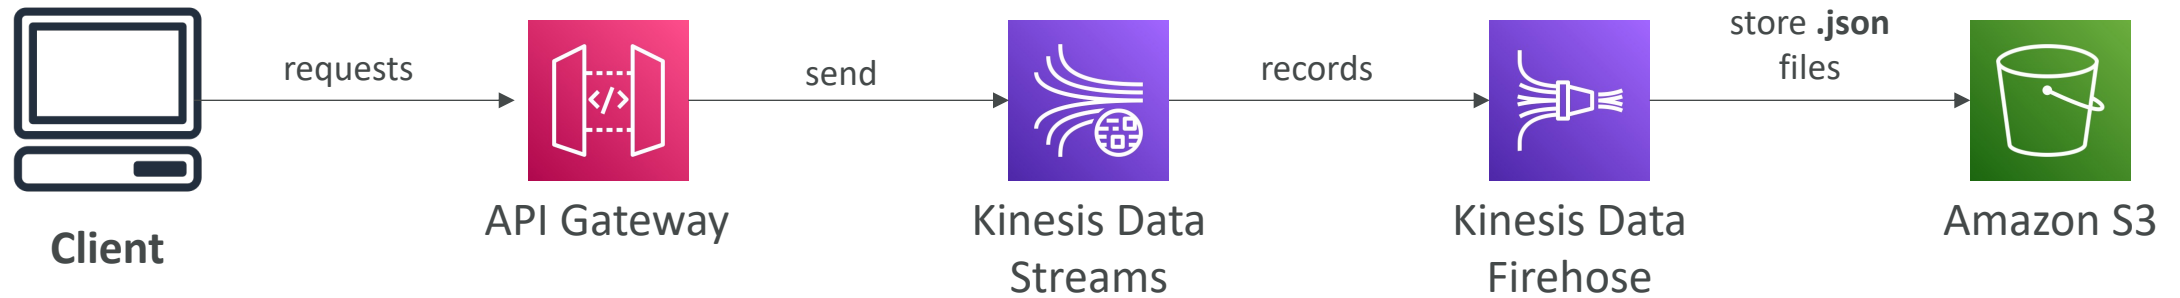 requests
send
records
store .json
files
</>
Client
API Gateway
Kinesis Data
Streams
Kinesis Data
Firehose
Amazon S3